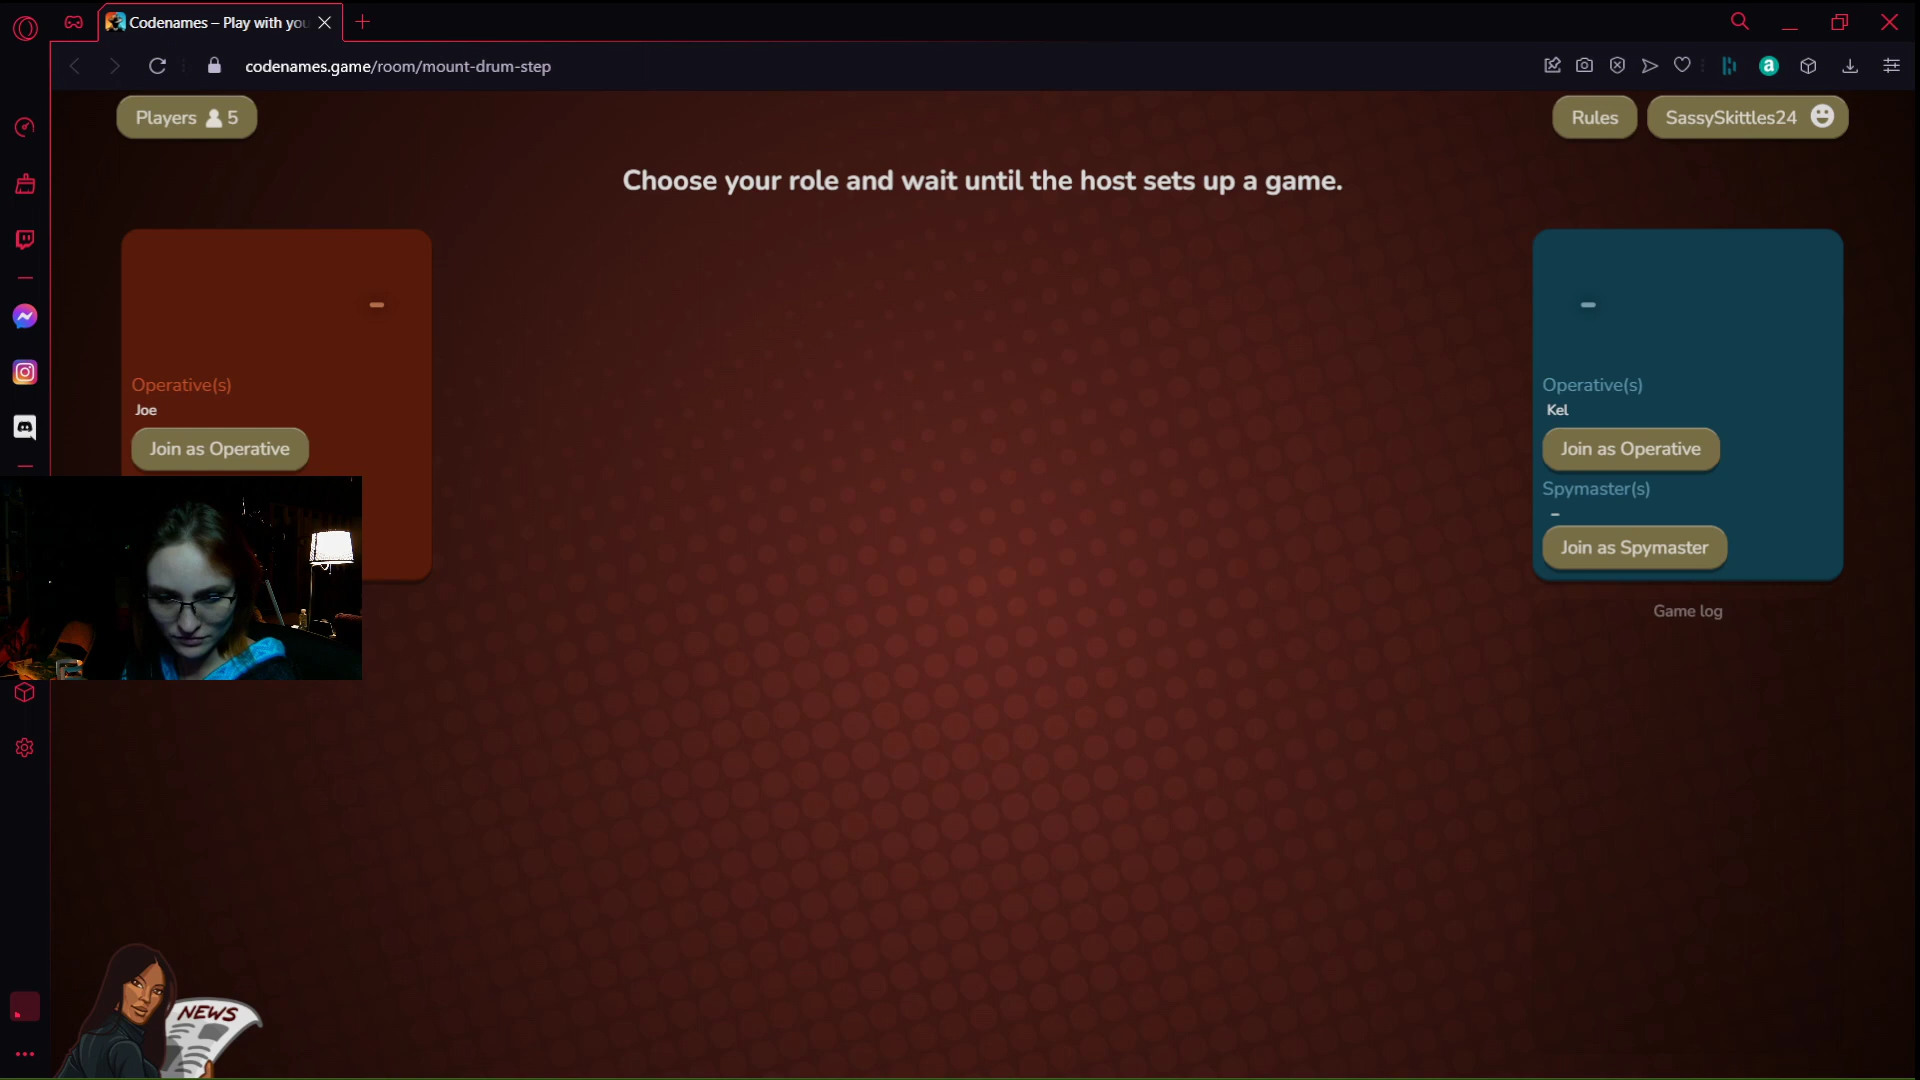 Codenames – Play with you
codenames.game/room/mount-drum-step
Players 5
Rules
SassySkittles24
Choose your role and wait until the host sets up a game.
-
Operative(s)
Joe
Join as Operative
-
Operative(s)
Kel
Join as Operative
Spymaster(s)
-
Join as Spymaster
Game log
NEWS